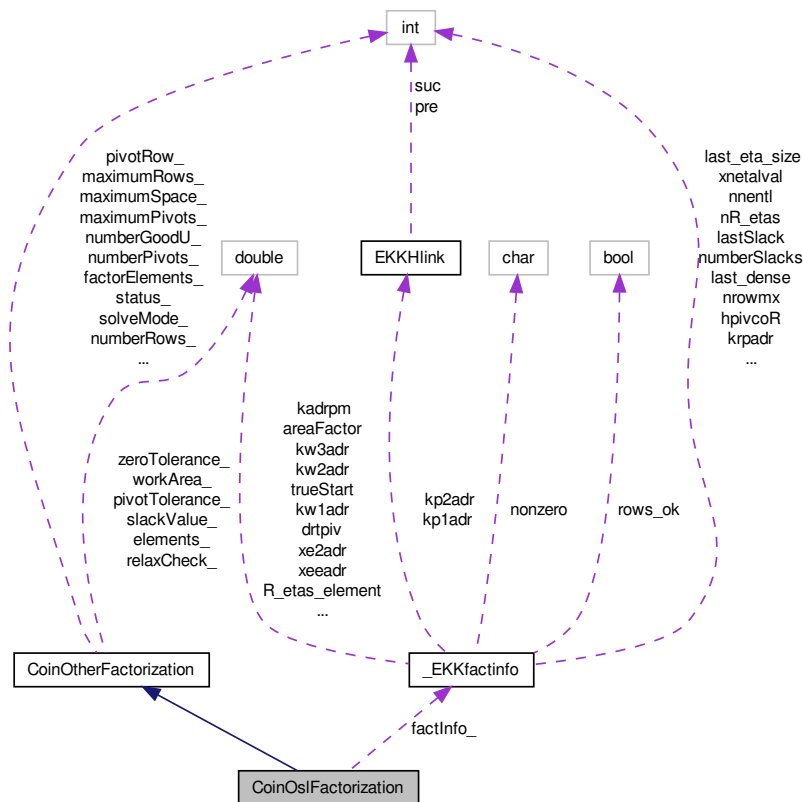 int
suc
pre
pivotRow_
maximumRows_
maximumSpace_
maximumPivots_
numberGoodU_
numberPivots_
factorElements_
status_
solveMode_
numberRows_
...
last_eta_size
xnetalval
nnentl
nR_etas
lastSlack
numberSlacks
last_dense
nrowmx
hpivcoR
krpadr
...
double
EKKHlink
char
bool
zeroTolerance_
workArea_
pivotTolerance_
slackValue_
elements_
relaxCheck_
kadrpm
areaFactor
kw3adr
kw2adr
trueStart
kw1adr
drtpiv
xe2adr
xeeadr
R_etas_element
...
kp2adr
kp1adr
nonzero
rows_ok
CoinOtherFactorization
_EKKfactinfo
factInfo_
CoinOslFactorization